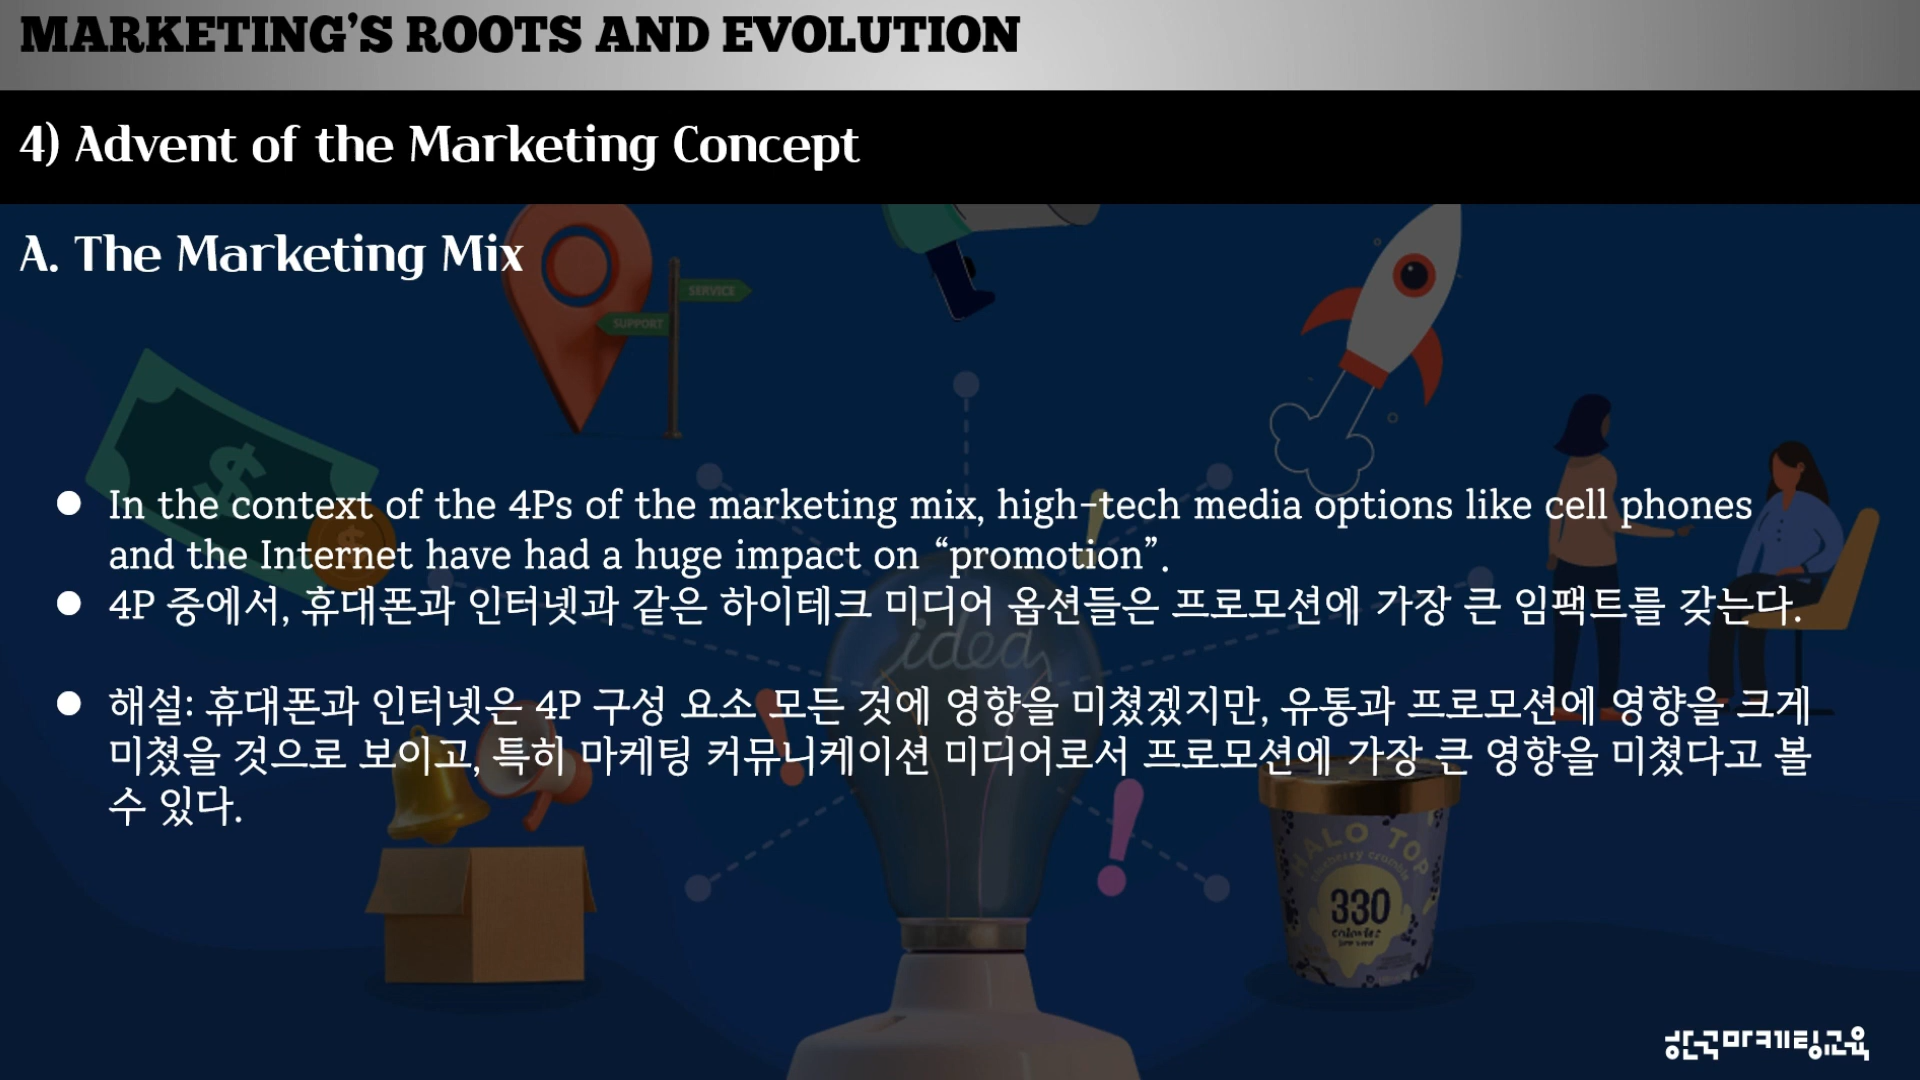 MARKETING’S ROOTS AND EVOLUTION
4) Advent of the Marketing Concept
A. The Marketing Mix
SERVICE
SUPPORT
● In the context of the 4Ps of the marketing mix, high-tech media options like cell phones
and the Internet have had a huge impact on “promotion”.
● 4P 중에서, 휴대폰과 인터넷과 같은 하이테크 미디어 옵션들은 프로모션에 가장 큰 임팩트를 갖는다.
idea
● 해설: 휴대폰과 인터넷은 4P 구성 요소 모든 것에 영향을 미쳤겠지만, 유통과 프로모션에 영향을 크게
미쳤을 것으로 보이고, 특히 마케팅 커뮤니케이션 미디어로서 프로모션에 가장 큰 영향을 미쳤다고 볼
수 있다.
HALO TOP
330
한국마케팅교육